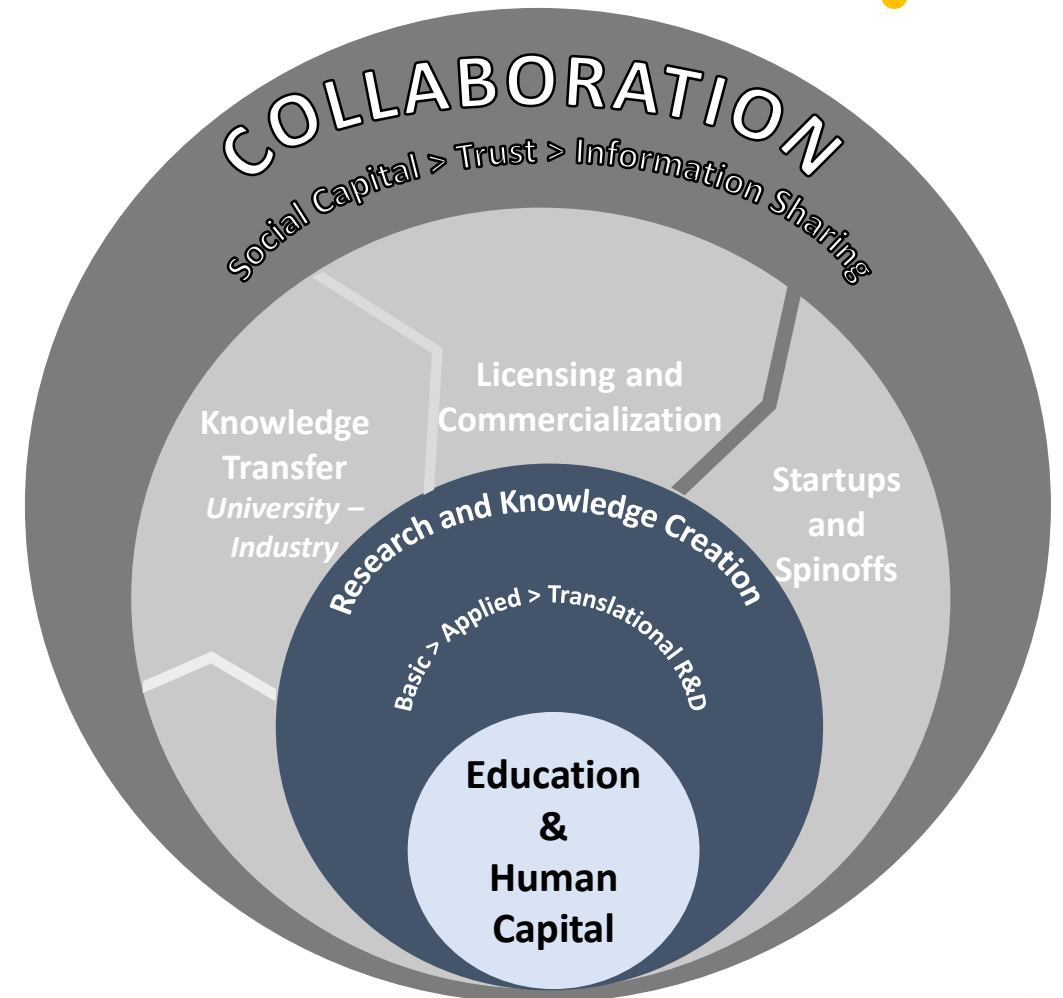 COLLABORATION
Social Capital > Trust > Information Sharing
Licensing and
Commercialization
Knowledge
Transfer
University –
Industry
Startups
and
Spinoffs
Research and Knowledge Creation
Basic > Applied > Translational R&D
Education
&
Human
Capital